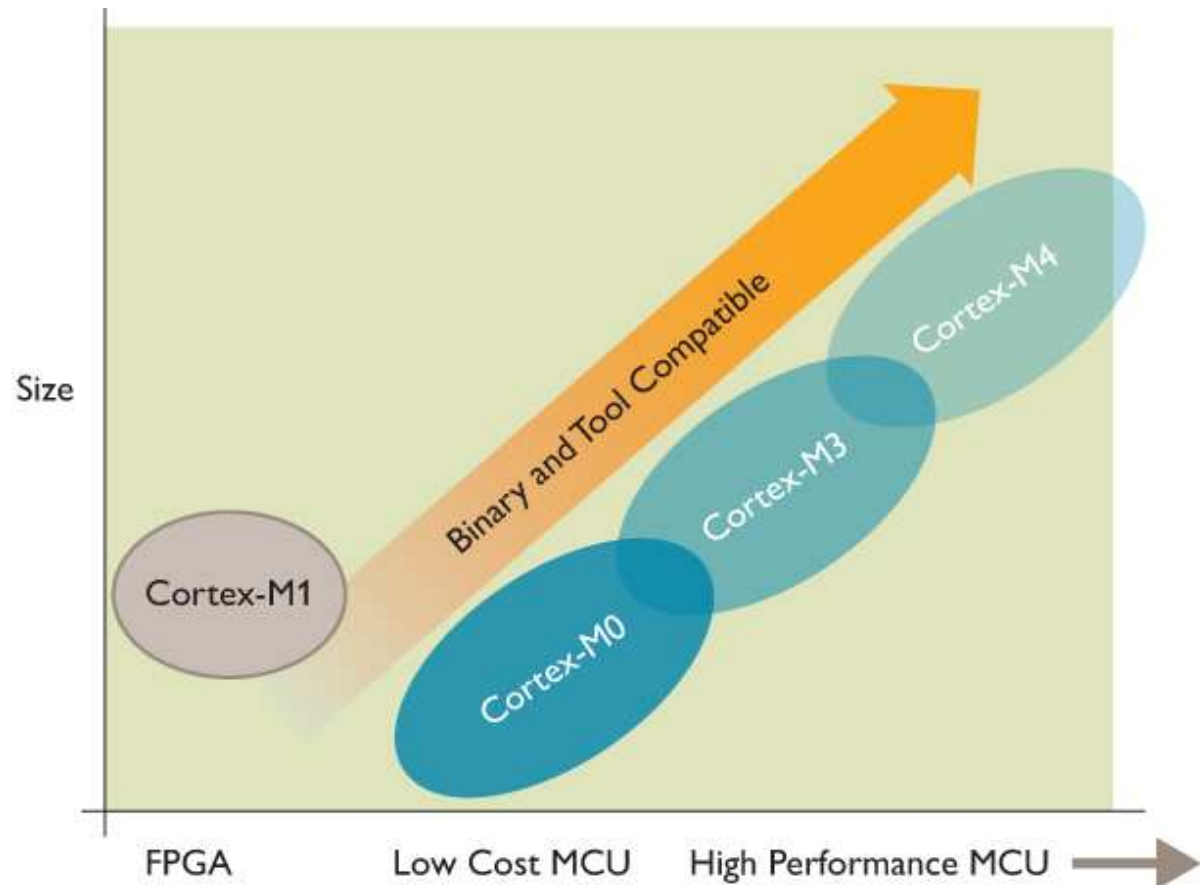 Cortex-M4
Binary and Tool Compatible
Size
Cortex-M3
Cortex-M1
Cortex-M0
FPGA
Low Cost MCU
High Performance MCU